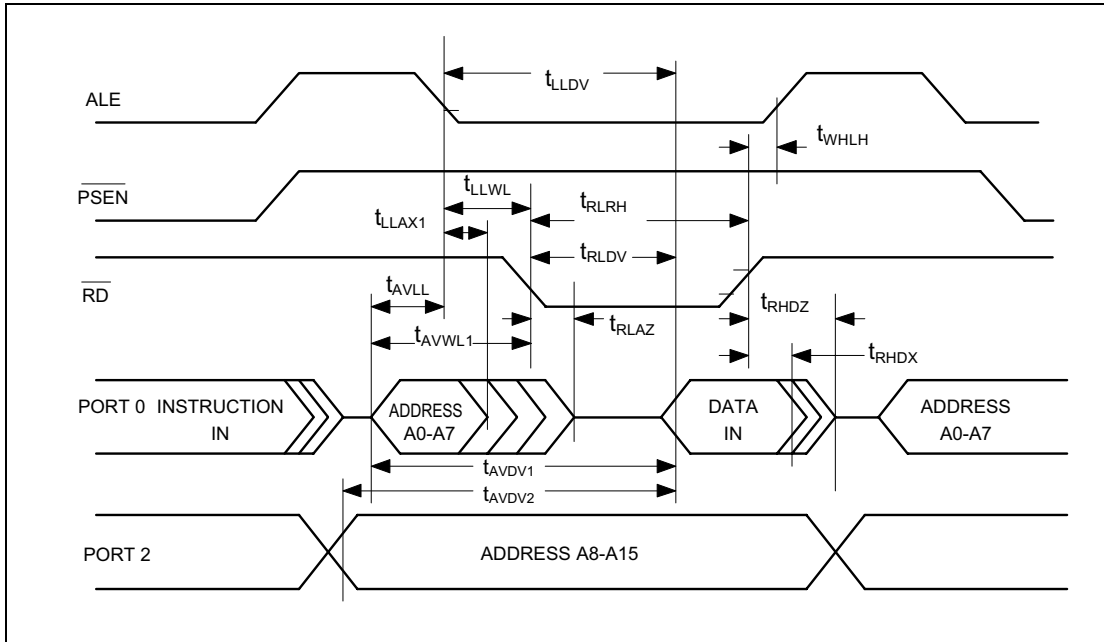 tLLDV
ALE
tWHLH
PSEN
tLLWL
tRLRH
tLLAX1
tRLDV
RD
tAVLL
tRHDZ
tRLAZ
tAVWL1
tRHDX
PORT 0 INSTRUCTION IN
ADDRESS
A0-A7
DATA
IN
ADDRESS
A0-A7
tAVDV1
tAVDV2
PORT 2
ADDRESS A8-A15